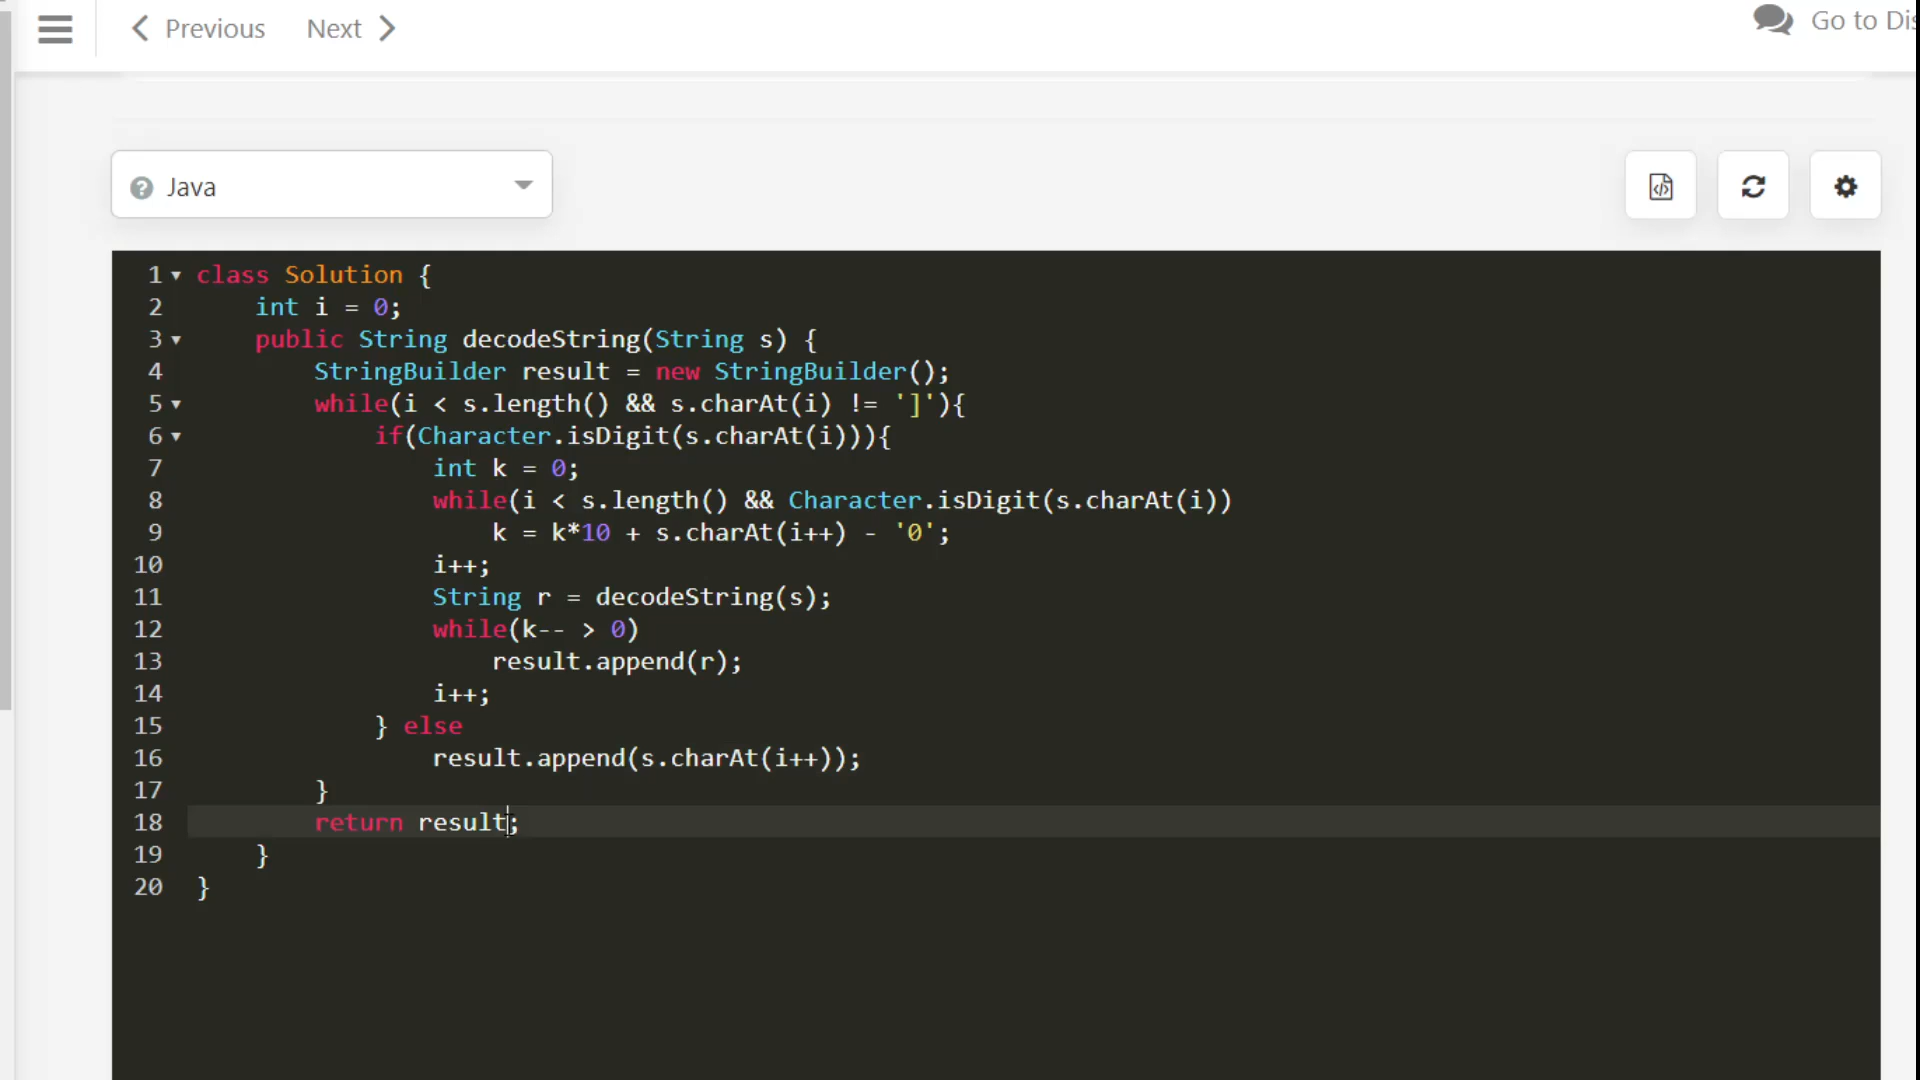 Previous Next Go to Dis
Java
1 class Solution {
2     int i = 0;
3     public String decodeString(String s) {
4         StringBuilder result = new StringBuilder();
5         while(i < s.length() && s.charAt(i) != ']'){
6             if(Character.isDigit(s.charAt(i))){
7                 int k = 0;
8                 while(i < s.length() && Character.isDigit(s.charAt(i))
9                     k = k*10 + s.charAt(i++) - '0';
10                 i++;
11                 String r = decodeString(s);
12                 while(k-- > 0)
13                     result.append(r);
14                 i++;
15             } else
16                 result.append(s.charAt(i++));
17         }
18         return result;
19     }
20 }